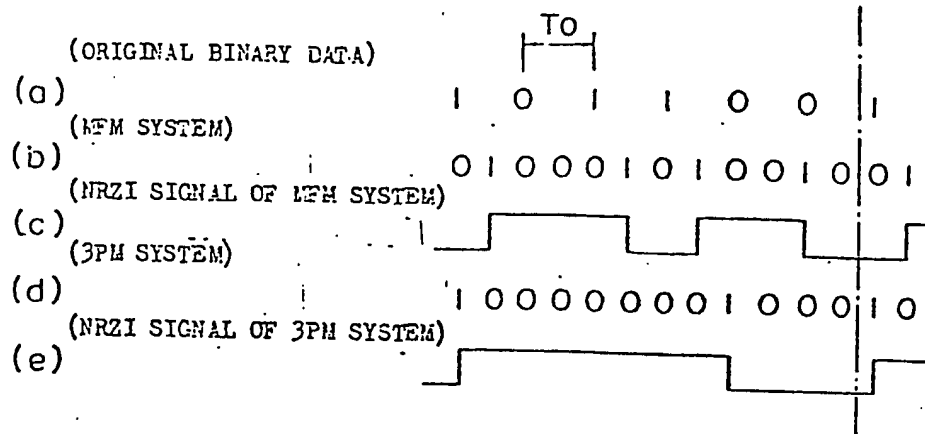 To
(ORIGINAL BINARY DATA)
(a) 1 0 1 1 0 0 1
(MFM SYSTEM)
(b) 0 1 0 0 0 1 0 1 0 0 1 0 0 1
(NRZI SIGNAL OF MFM SYSTEM)
(c)
(3PM SYSTEM)
(d) 1 0 0 0 0 0 0 0 1 0 0 0 1 0
(NRZI SIGNAL OF 3PM SYSTEM)
(e)